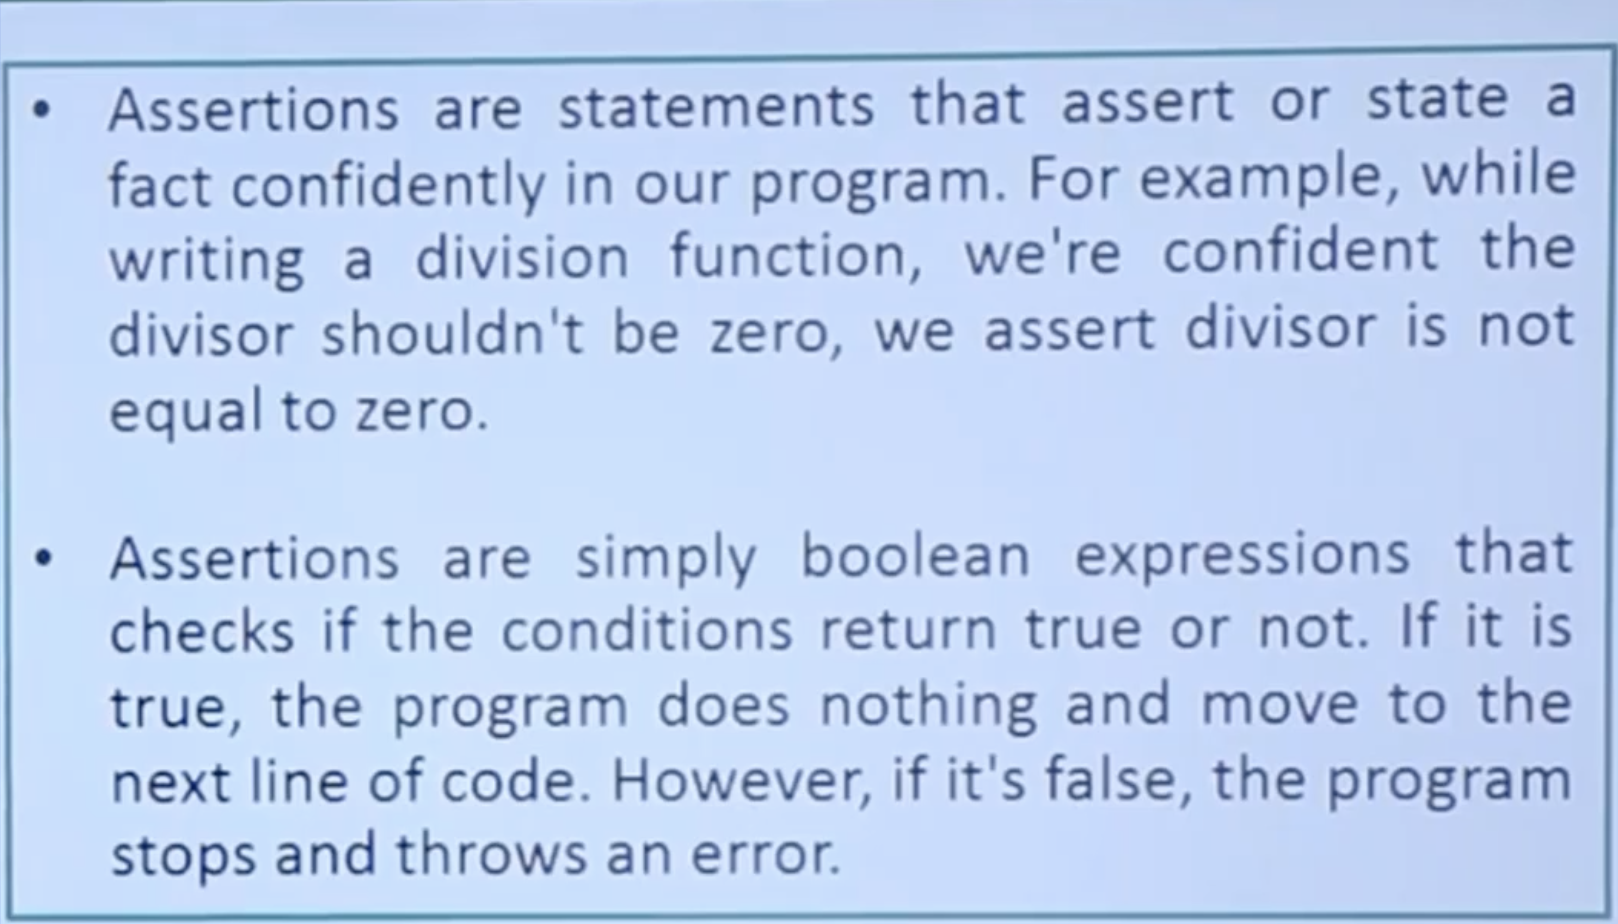 • Assertions are statements that assert or state a
fact confidently in our program. For example, while
writing a division function, we're confident the
divisor shouldn't be zero, we assert divisor is not
equal to zero.
• Assertions are simply boolean expressions that
checks if the conditions return true or not. If it is
true, the program does nothing and move to the
next line of code. However, if it's false, the program
stops and throws an error.